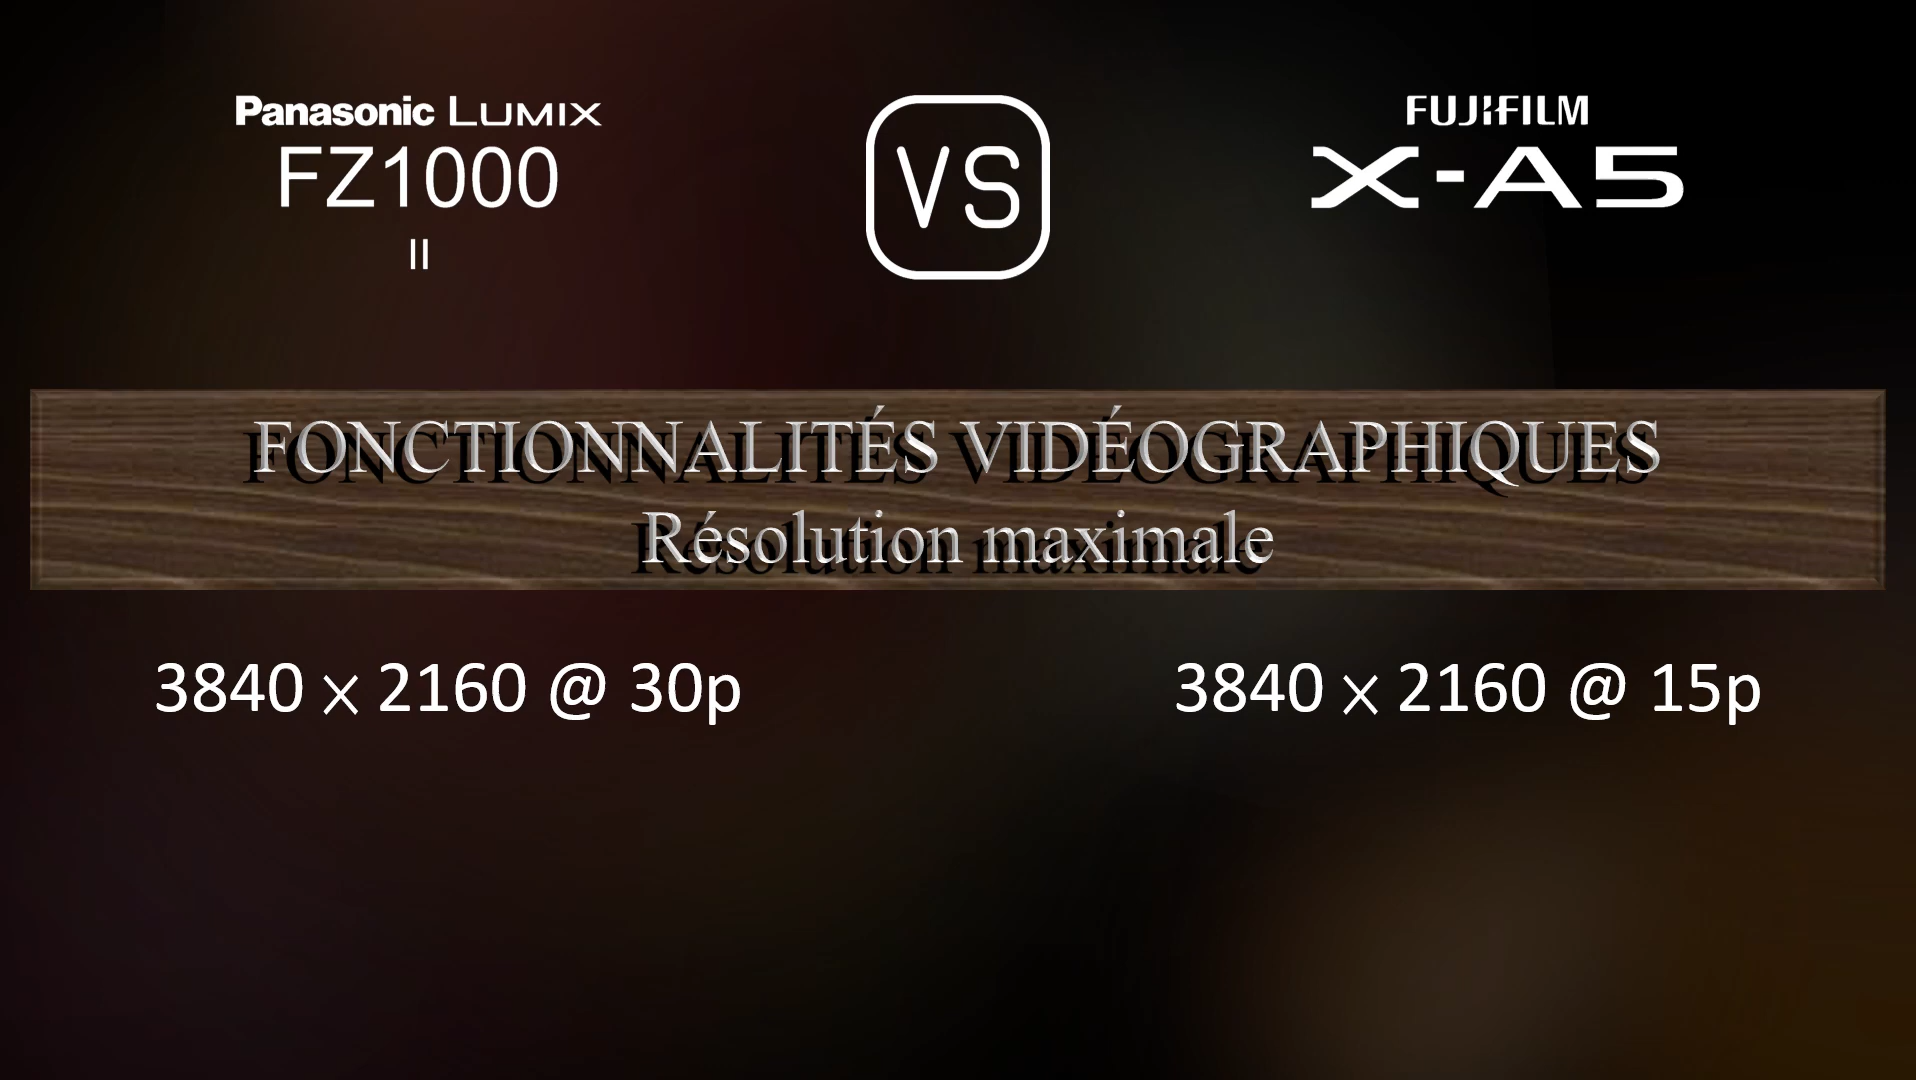 Panasonic LUMIX
FZ1000
II
VS
FUJIFILM
X-A5
FONCTIONNALITÉS VIDÉOGRAPHIQUES
Résolution maximale
3840 x 2160 @ 30p
3840 x 2160 @ 15p